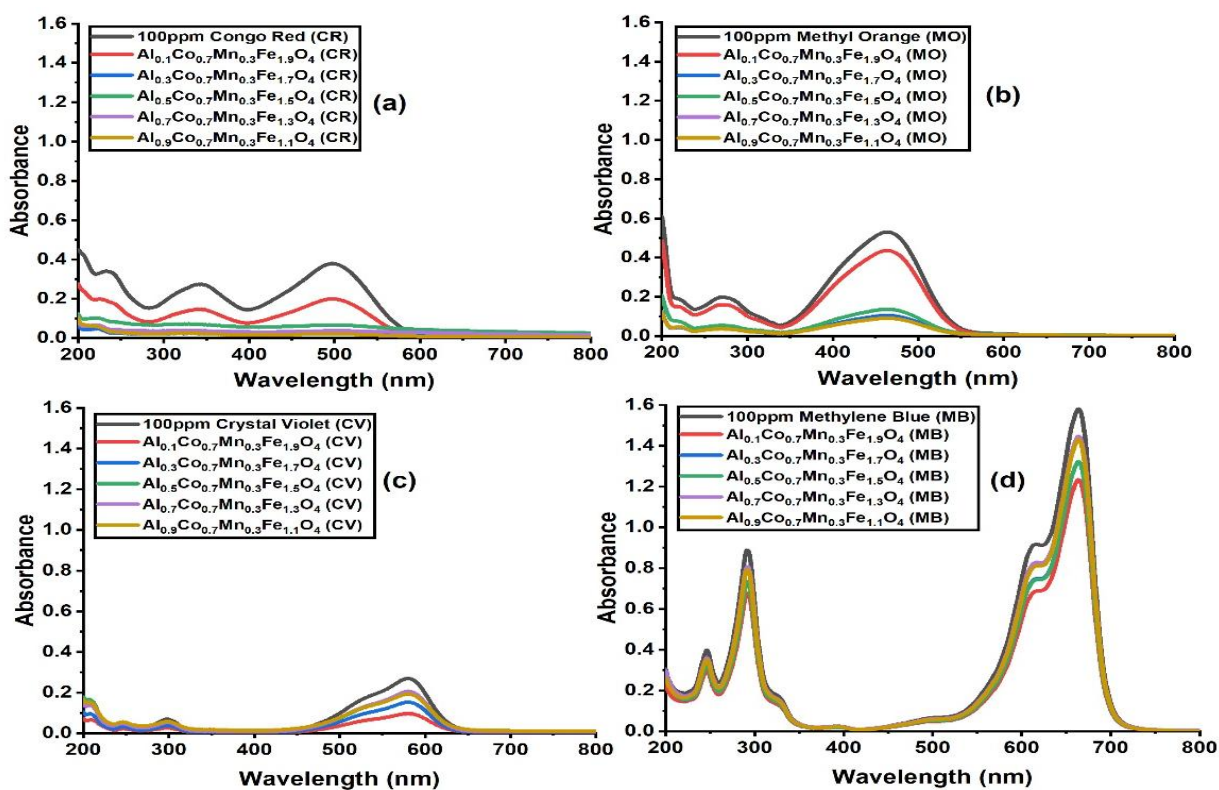 100ppm Congo Red (CR)
Al0.1Co0.7Mn0.3Fe1.9O4 (CR)
Al0.3Co0.7Mn0.3Fe1.7O4 (CR)
Al0.5Co0.7Mn0.3Fe1.5O4 (CR)
Al0.7Co0.7Mn0.3Fe1.3O4 (CR)
Al0.9Co0.7Mn0.3Fe1.1O4 (CR)
(a)
Absorbance
1.6
1.4
1.2
1.0
0.8
0.6
0.4
0.2
0.0
200 300 400 500 600 700 800
Wavelength (nm)
100ppm Methyl Orange (MO)
Al0.1Co0.7Mn0.3Fe1.9O4 (MO)
Al0.3Co0.7Mn0.3Fe1.7O4 (MO)
Al0.5Co0.7Mn0.3Fe1.5O4 (MO)
Al0.7Co0.7Mn0.3Fe1.3O4 (MO)
Al0.9Co0.7Mn0.3Fe1.1O4 (MO)
(b)
Absorbance
1.6
1.4
1.2
1.0
0.8
0.6
0.4
0.2
0.0
200 300 400 500 600 700 800
Wavelength (nm)
100ppm Crystal Violet (CV)
Al0.1Co0.7Mn0.3Fe1.9O4 (CV)
Al0.3Co0.7Mn0.3Fe1.7O4 (CV)
Al0.5Co0.7Mn0.3Fe1.5O4 (CV)
Al0.7Co0.7Mn0.3Fe1.3O4 (CV)
Al0.9Co0.7Mn0.3Fe1.1O4 (CV)
(c)
Absorbance
1.6
1.4
1.2
1.0
0.8
0.6
0.4
0.2
0.0
200 300 400 500 600 700 800
Wavelength (nm)
100ppm Methylene Blue (MB)
Al0.1Co0.7Mn0.3Fe1.9O4 (MB)
Al0.3Co0.7Mn0.3Fe1.7O4 (MB)
Al0.5Co0.7Mn0.3Fe1.5O4 (MB)
Al0.7Co0.7Mn0.3Fe1.3O4 (MB)
Al0.9Co0.7Mn0.3Fe1.1O4 (MB)
(d)
Absorbance
1.6
1.4
1.2
1.0
0.8
0.6
0.4
0.2
0.0
200 300 400 500 600 700 800
Wavelength (nm)